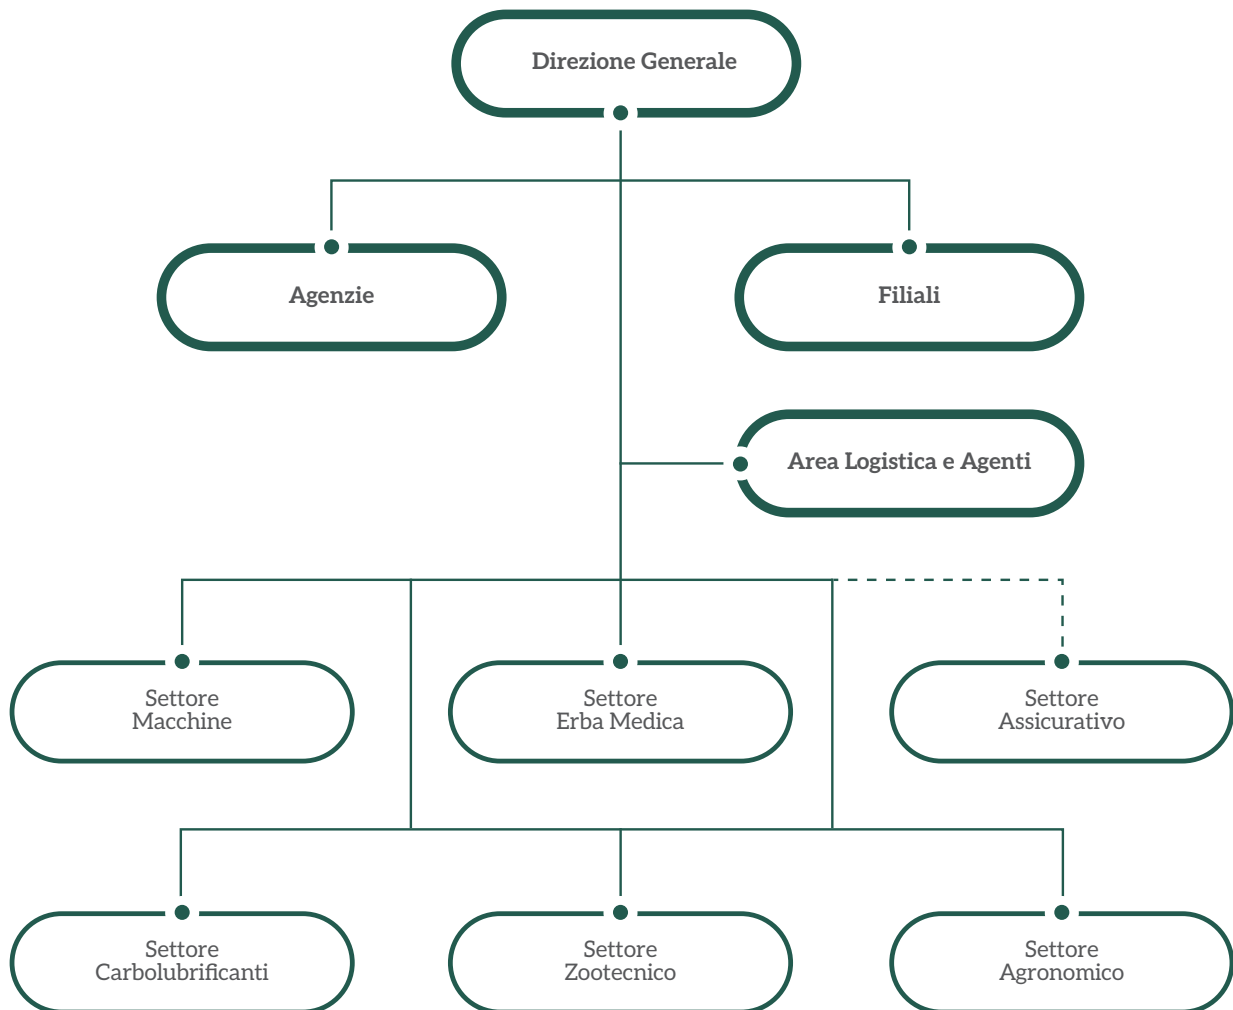 Direzione Generale
Agenzie
Filiali
Area Logistica e Agenti
Settore
Macchine
Settore
Erba Medica
Settore
Assicurativo
Settore
Carbolubrificanti
Settore
Zootecnico
Settore
Agronomico